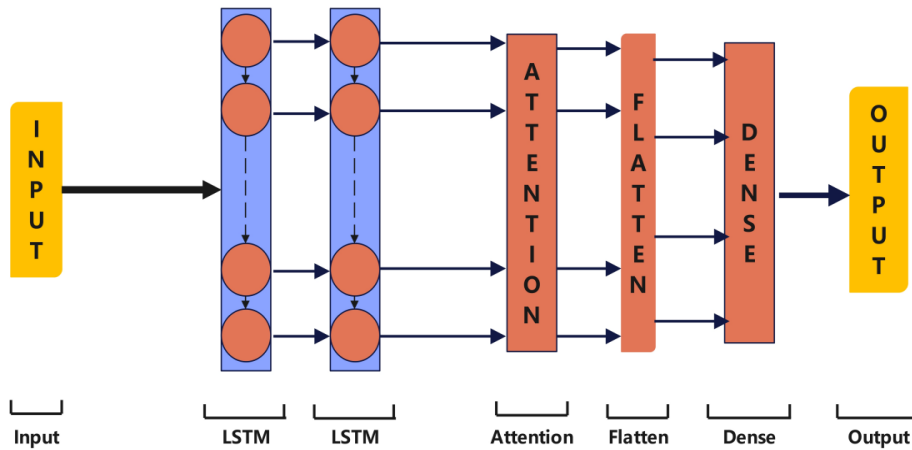 INPUT
ATTENTION
FLATTEN
DENSE
OUTPUT
Input
LSTM
LSTM
Attention
Flatten
Dense
Output